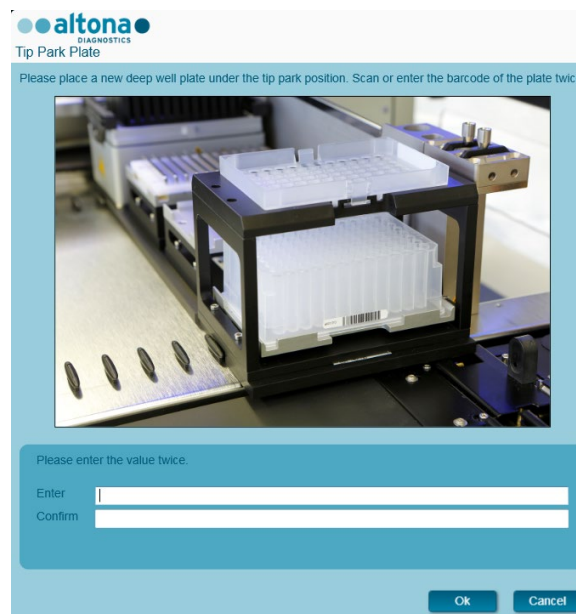 altona
DIAGNOSTICS
Tip Park Plate
Please place a new deep well plate under the tip park position. Scan or enter the barcode of the plate twic
Please enter the value twice.
Enter
Confirm
Ok
Cancel